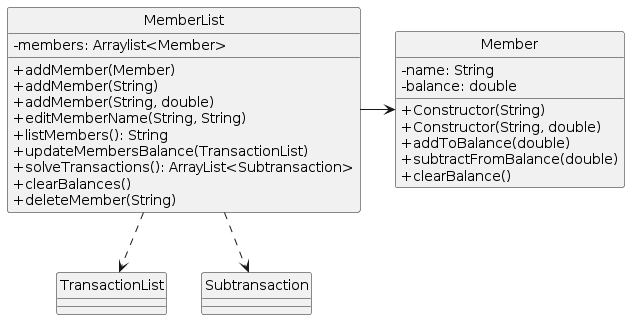 MemberList
-members: Arraylist<Member>
+addMember(Member)
+addMember(String)
+addMember(String, double)
+editMemberName(String, String)
+listMembers(): String
+updateMembersBalance(TransactionList)
+solveTransactions(): ArrayList<Subtransaction>
+clearBalances()
+deleteMember(String)
Member
-name: String
-balance: double
+Constructor(String)
+Constructor(String, double)
+addToBalance(double)
+subtractFromBalance(double)
+clearBalance()
TransactionList
Subtransaction